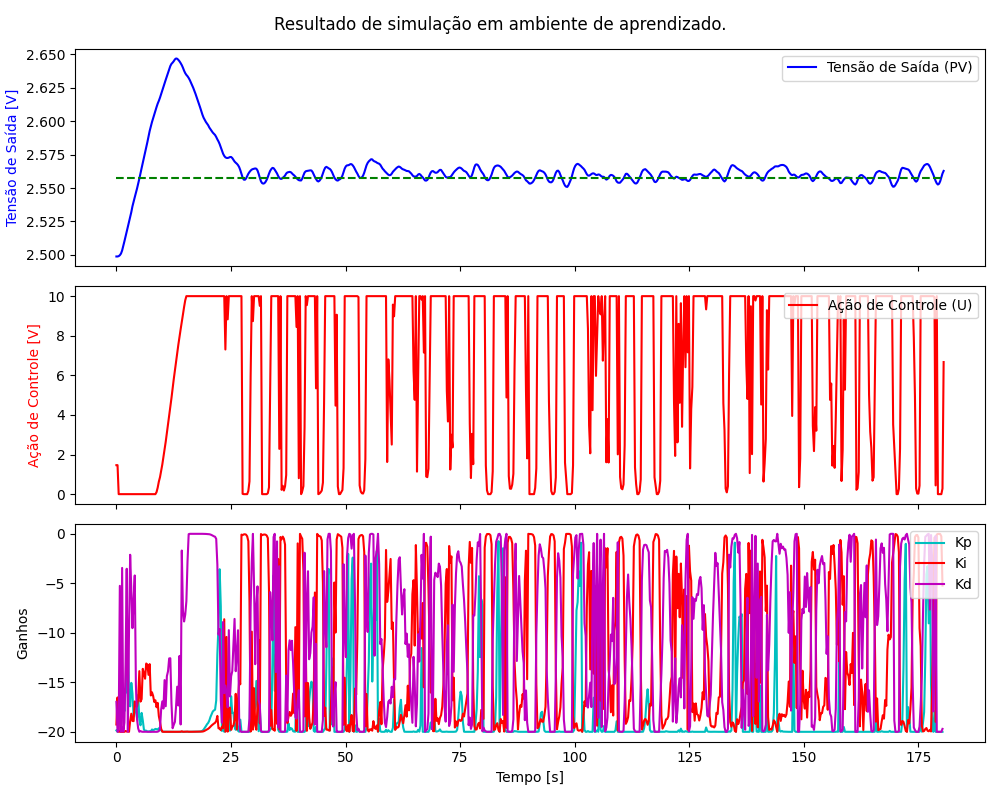 Resultado de simulação em ambiente de aprendizado.
Tensão de Saída [V]
2.650
2.625
2.600
2.575
2.550
2.525
2.500
Tensão de Saída (PV)
Ação de Controle [V]
10
8
6
4
2
0
Ação de Controle (U)
Ganhos
0
−5
−10
−15
−20
Kp
Ki
Kd
0 25 50 75 100 125 150 175
Tempo [s]